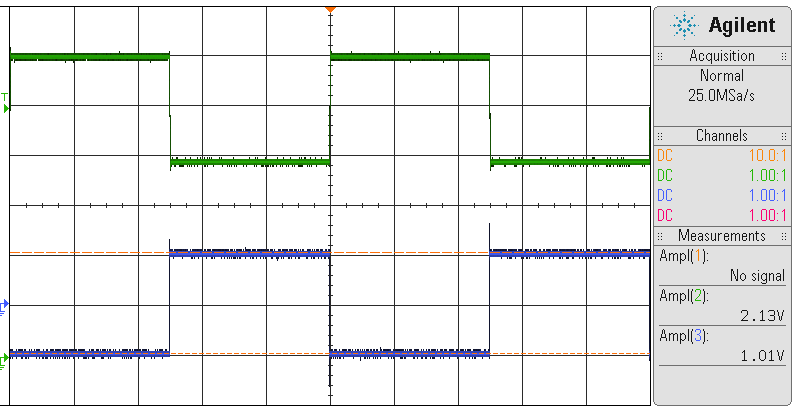 Agilent
Acquisition
Normal
25.0MSa/s
Channels
DC 10.0:1
DC 1.00:1
DC 1.00:1
DC 1.00:1
Measurements
Ampl(1):
No signal
Ampl(2):
2.13V
Ampl(3):
1.01V
T